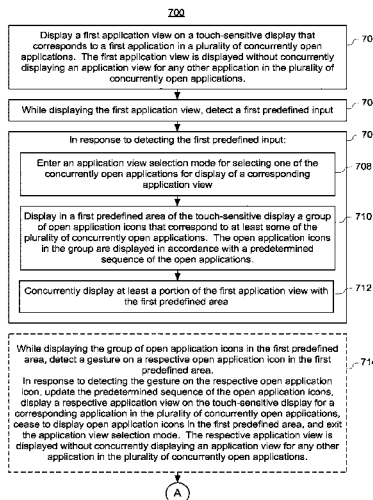 700
Display a first application view on a touch-sensitive display
that corresponds to a first application in a plurality of
concurrently open
applications. The first application view is displayed without concurrently
displaying an application view for any other application in the plurality of
concurrently open applications.
70
While displaying the first application view, detect a first predefined input
70
In response to detecting the first predefined input:
70
Enter an application view selection mode for selecting one of the
concurrently open applications for display of a corresponding
application view
708
Display in a first predefined area of the touch-sensitive display a group
of open application icons that correspond to at least some of the
plurality of concurrently open applications. The open application icons
in the group are displayed in accordance with a predetermined
sequence of the open applications.
710
Concurrently display at least a portion of the first application view with
the first predefined area
712
While displaying the group of open application icons in the first predefined
area, detect a gesture on a respective open application icon in the first
predefined area.
In response to detecting the gesture on the respective open application
icon, update the predetermined sequence of the open application icons,
display a respective application view on the touch-sensitive display for a
corresponding application in the plurality of concurrently open applications,
cease to display open application icons in the first predefined area, and exit
the application view selection mode. The respective application view is
displayed without concurrently displaying an application view for any other
application in the plurality of concurrently open applications.
714
A